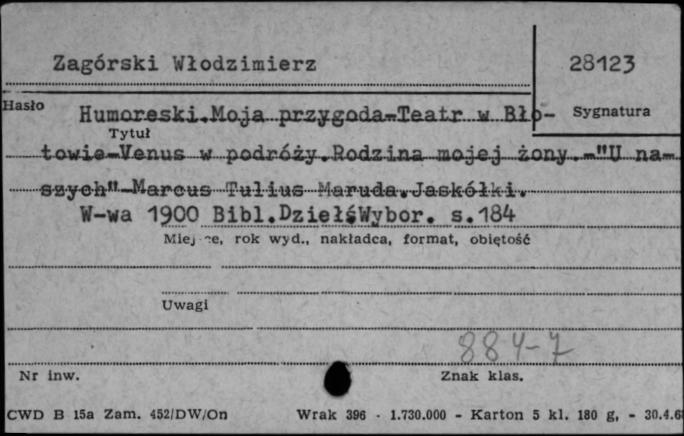 Zagórski Włodzimierz
28123
Hasło
Sygnatura
Humoreski.Moja przygoda-Teatr w Bło-
Tytuł
towie-Venus w podróży.Rodzina mojej żony.-"U na-
szych"-Marcus Tulius Maruda.Jaskółki.
W-wa 1900 Bibl.Dzieł Wybor. s.184
Miejsce, rok wyd., nakładca, format, objętość
Uwagi
884-7
Nr inw.
Znak klas.
CWD B 15a Zam. 452/DW/On
Wrak 396 - 1.730.000 - Karton 5 kl. 180 g, - 30.4.6